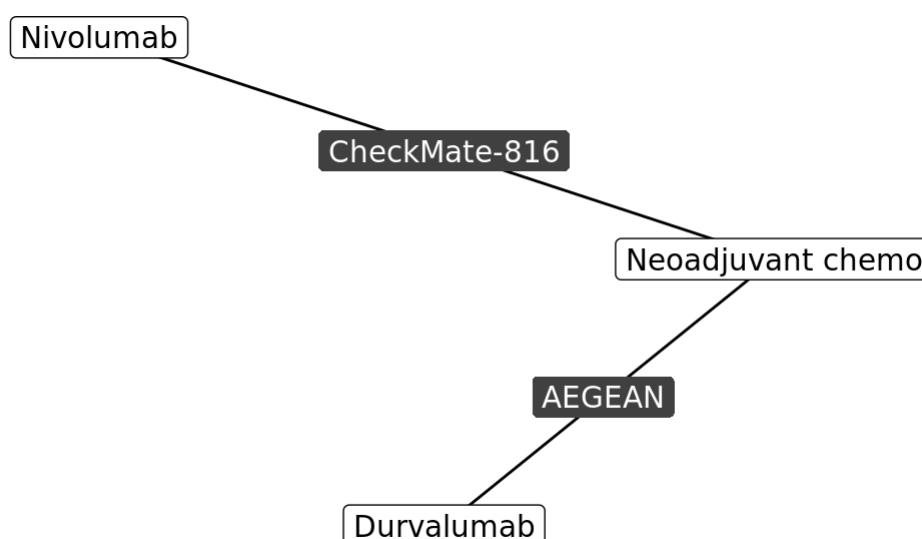 Nivolumab
CheckMate-816
Neoadjuvant chemo
AEGEAN
Durvalumab